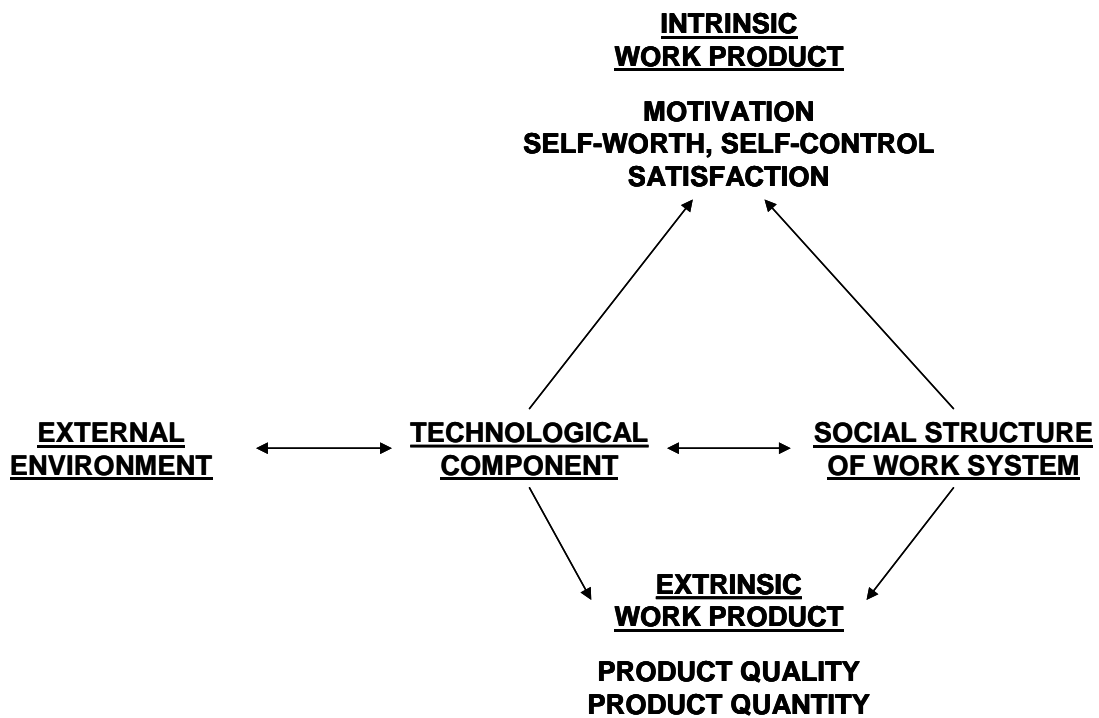 INTRINSIC
WORK PRODUCT
MOTIVATION
SELF-WORTH, SELF-CONTROL
SATISFACTION
EXTERNAL
ENVIRONMENT
TECHNOLOGICAL
COMPONENT
SOCIAL STRUCTURE
OF WORK SYSTEM
EXTRINSIC
WORK PRODUCT
PRODUCT QUALITY
PRODUCT QUANTITY